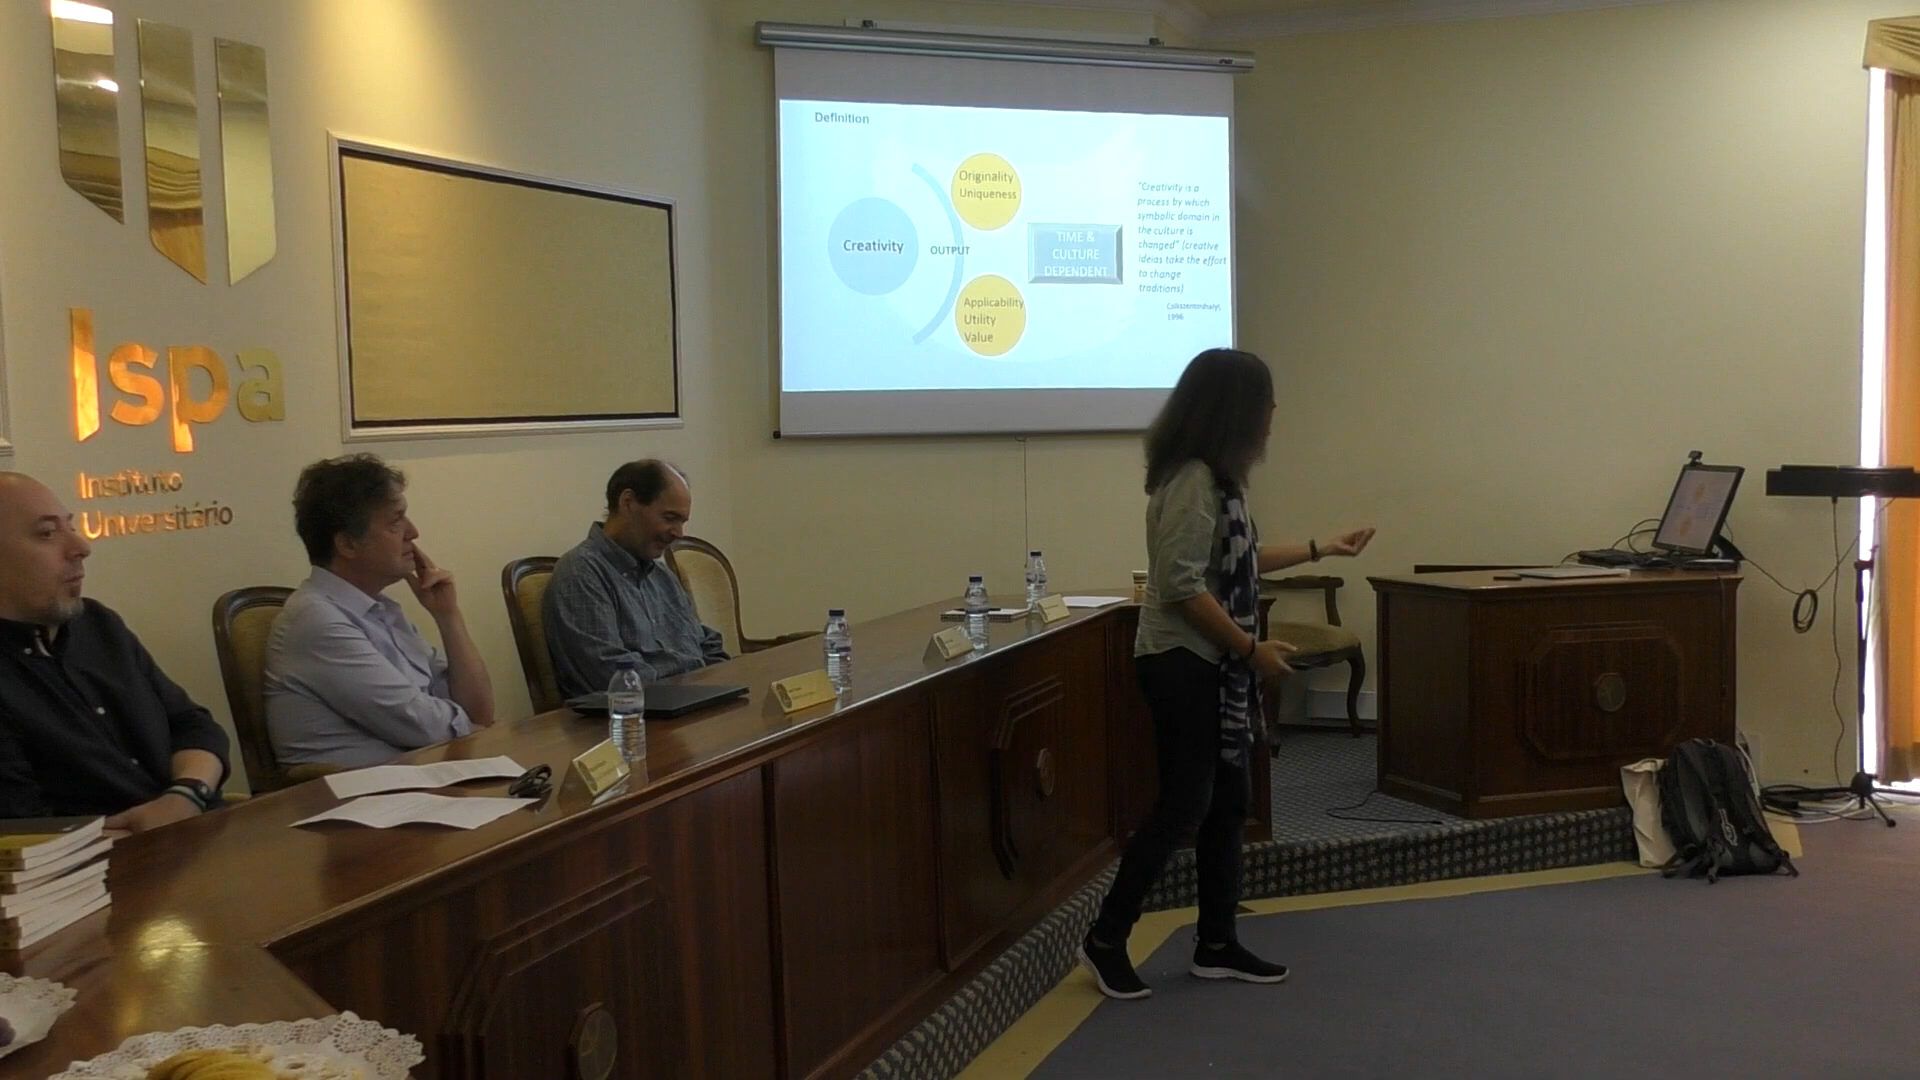 Ispa
Instituto
Universitário
Definition
Creativity
OUTPUT
Originality
Uniqueness
Applicability
Utility
Value
TIME &
CULTURE
DEPENDENT
"Creativity is a
process by which
symbolic domain in
the culture is
changed" (creative
ideias take the effort
to change
traditions)
1996